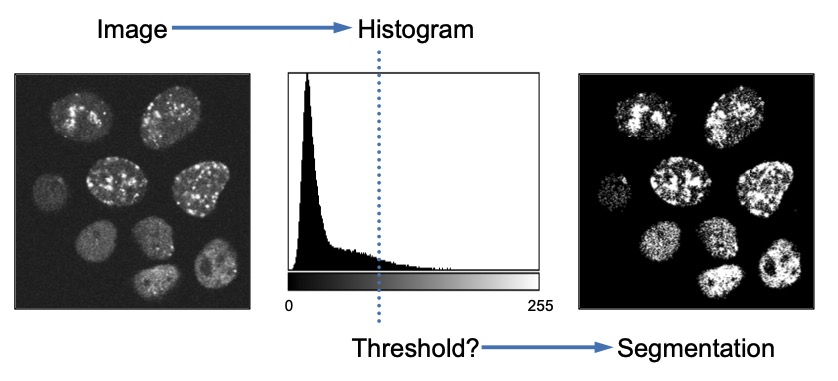 Image
Histogram
0
255
Threshold?
Segmentation